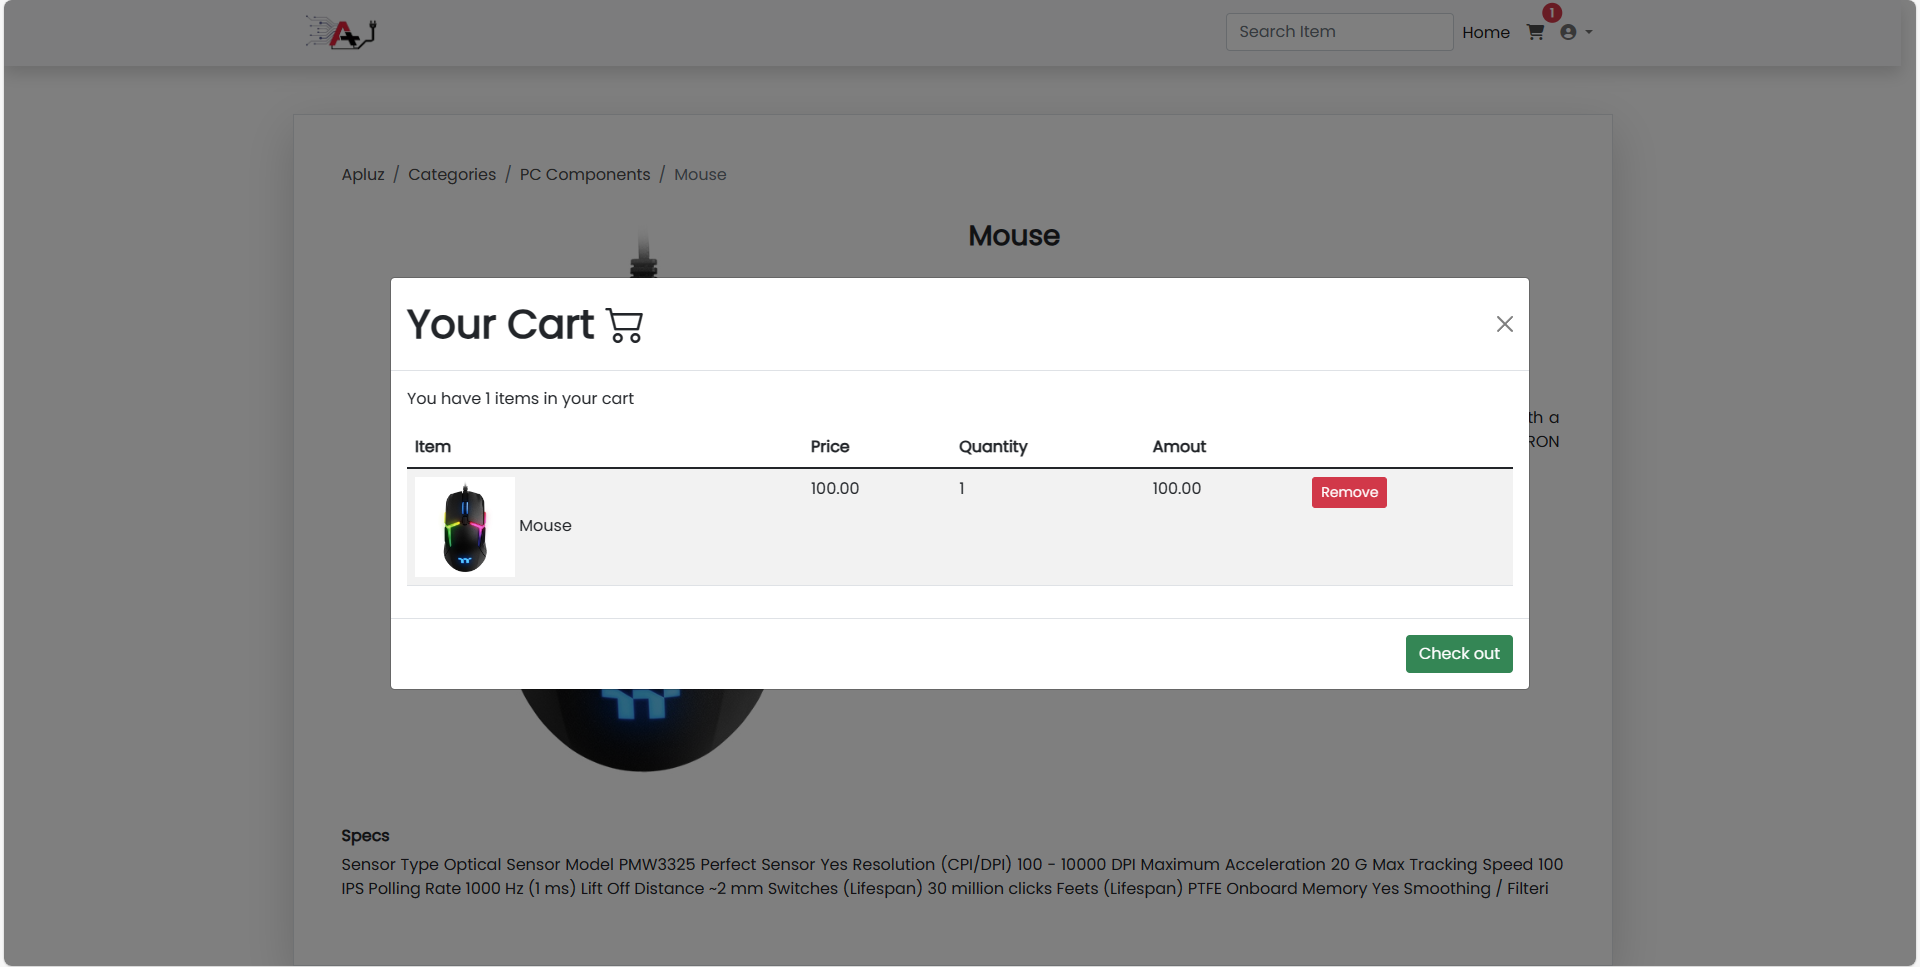 Search Item
Home
1
Apluz / Categories / PC Components / Mouse
Mouse
Your Cart
You have 1 items in your cart
Item Price Quantity Amout
Mouse 100.00 1 100.00 Remove
Check out
th a
RON
Specs
Sensor Type Optical Sensor Model PMW3325 Perfect Sensor Yes Resolution (CPI/DPI) 100 - 10000 DPI Maximum Acceleration 20 G Max Tracking Speed 100
IPS Polling Rate 1000 Hz (1 ms) Lift Off Distance ~2 mm Switches (Lifespan) 30 million clicks Feets (Lifespan) PTFE Onboard Memory Yes Smoothing / Filteri